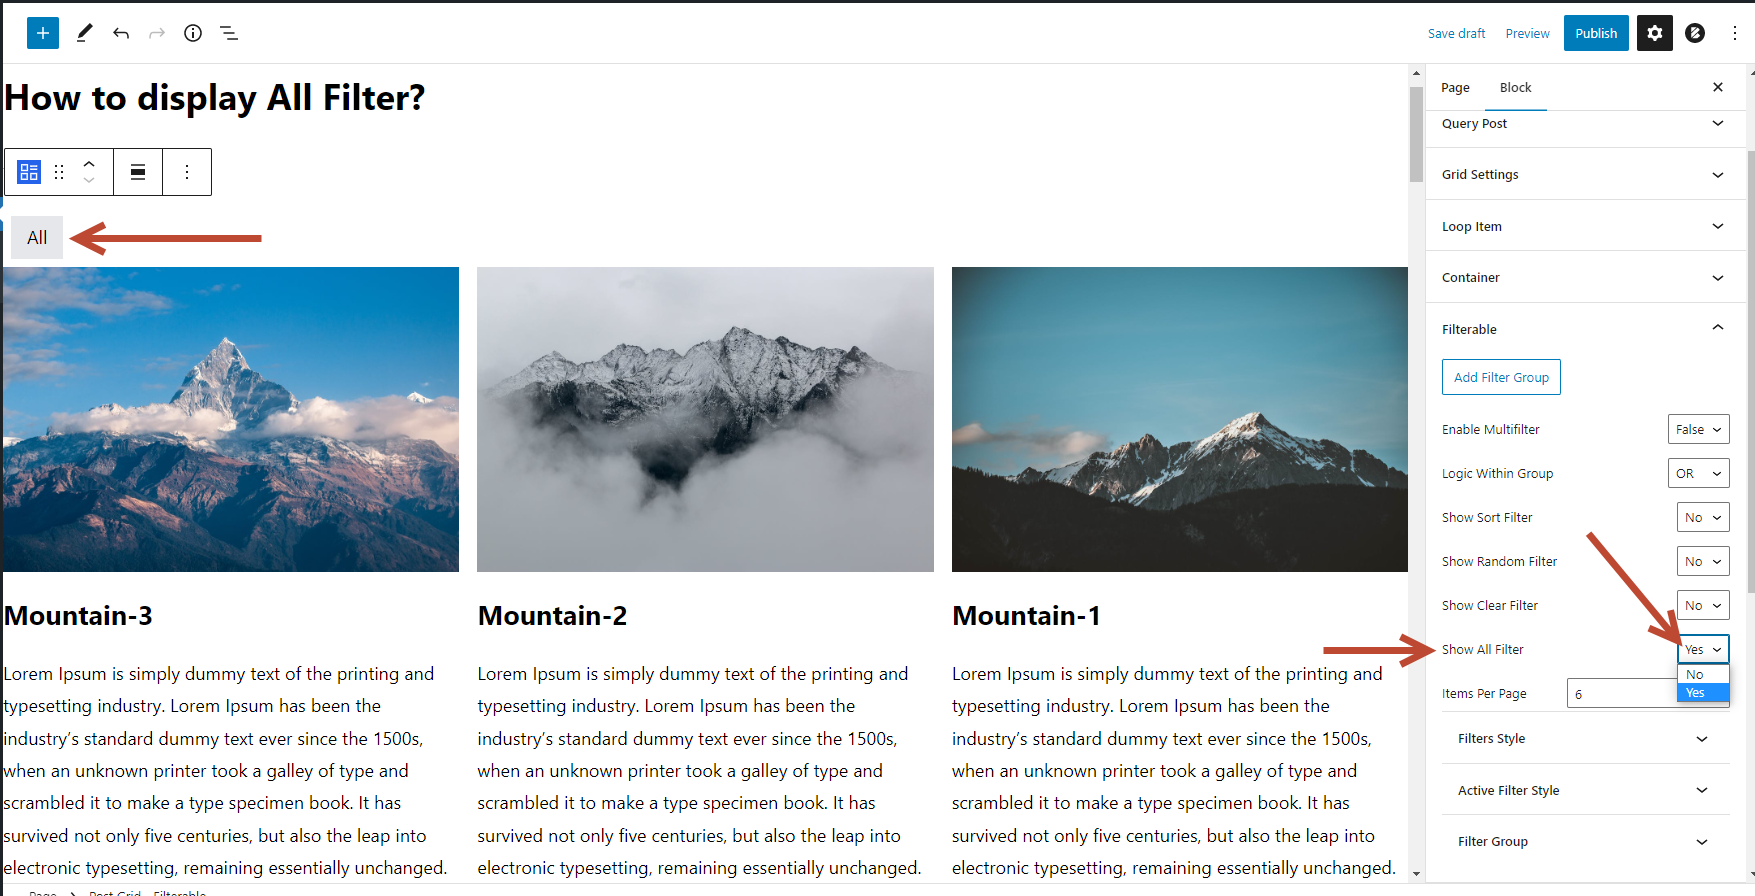 Save draft
Preview
Publish
How to display All Filter?
All
Mountain-3
Lorem Ipsum is simply dummy text of the printing and
typesetting industry. Lorem Ipsum has been the
industry’s standard dummy text ever since the 1500s,
when an unknown printer took a galley of type and
scrambled it to make a type specimen book. It has
survived not only five centuries, but also the leap into
electronic typesetting, remaining essentially unchanged.
Mountain-2
Lorem Ipsum is simply dummy text of the printing and
typesetting industry. Lorem Ipsum has been the
industry’s standard dummy text ever since the 1500s,
when an unknown printer took a galley of type and
scrambled it to make a type specimen book. It has
survived not only five centuries, but also the leap into
electronic typesetting, remaining essentially unchanged.
Mountain-1
Lorem Ipsum is simply dummy text of the printing and
typesetting industry. Lorem Ipsum has been the
industry’s standard dummy text ever since the 1500s,
when an unknown printer took a galley of type and
scrambled it to make a type specimen book. It has
survived not only five centuries, but also the leap into
electronic typesetting, remaining essentially unchanged.
Page
Block
Query Post
Grid Settings
Loop Item
Container
Filterable
Add Filter Group
Enable Multifilter False
Logic Within Group OR
Show Sort Filter No
Show Random Filter No
Show Clear Filter No
Show All Filter Yes
No
Yes
Items Per Page 6
Filters Style
Active Filter Style
Filter Group
Page > Post Grid - Filterable